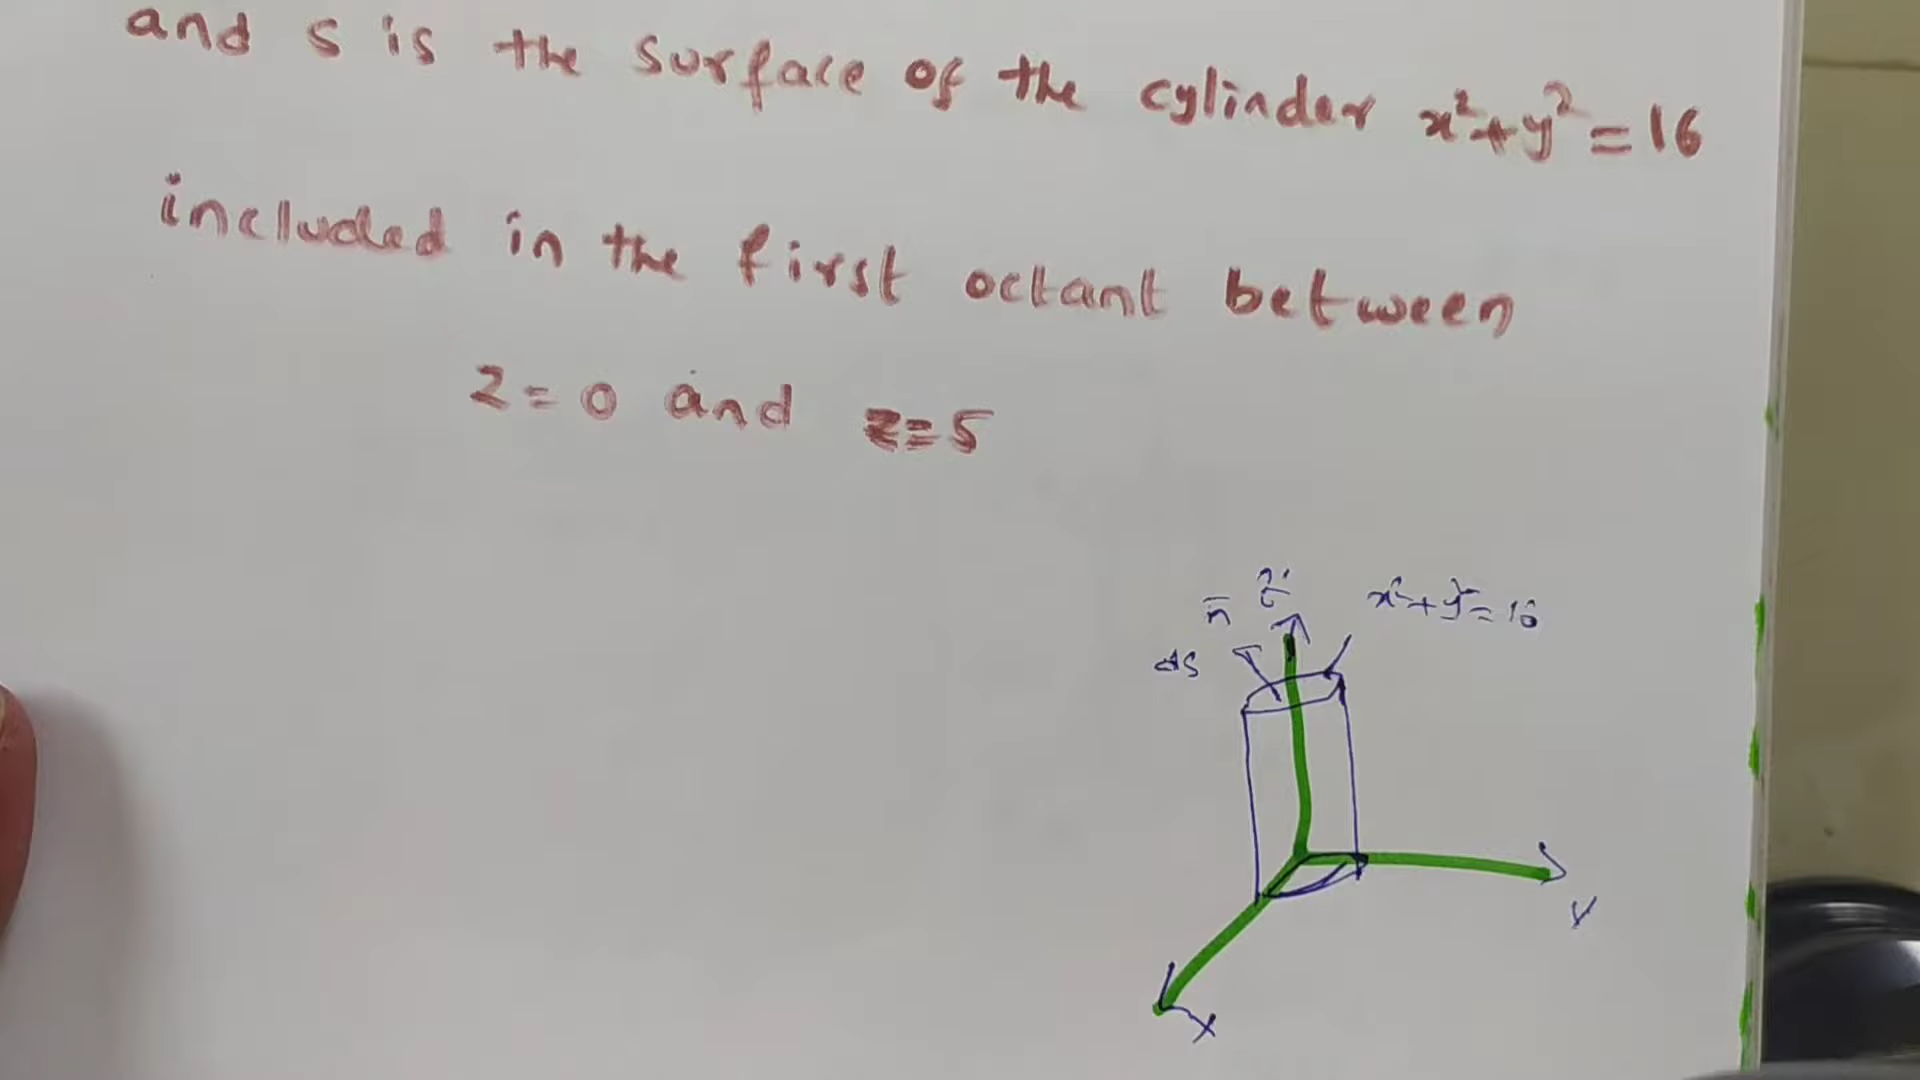 and s is the surface of the cylinder x²+y²=16
included in the first octant between
z=0 and z=5
n̄ z x²+y²=16
ds
y
x